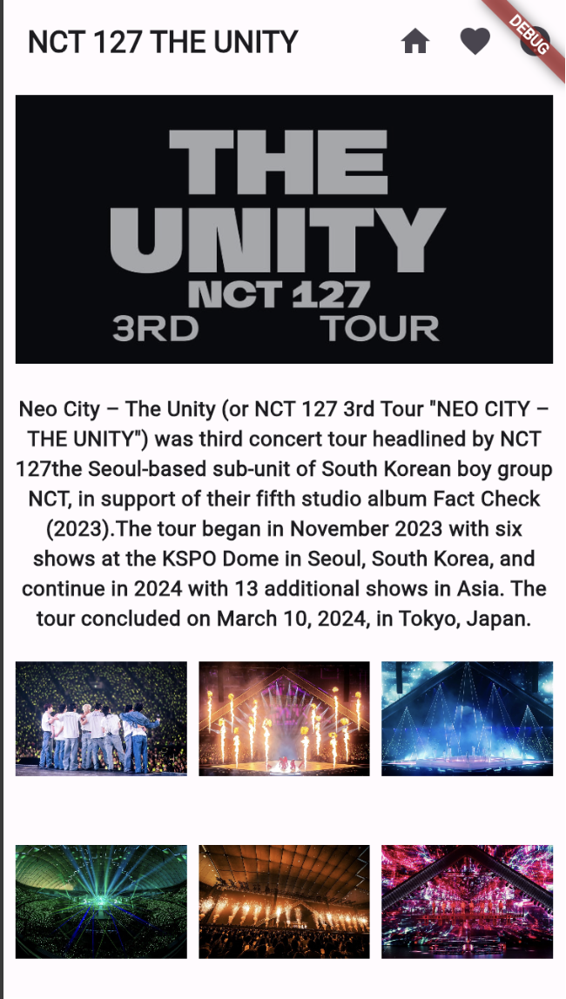 NCT 127 THE UNITY
DEBUG
THE
UNITY
NCT 127
3RD TOUR
Neo City – The Unity (or NCT 127 3rd Tour "NEO CITY –
THE UNITY") was third concert tour headlined by NCT
127the Seoul-based sub-unit of South Korean boy group
NCT, in support of their fifth studio album Fact Check
(2023).The tour began in November 2023 with six
shows at the KSPO Dome in Seoul, South Korea, and
continue in 2024 with 13 additional shows in Asia. The
tour concluded on March 10, 2024, in Tokyo, Japan.